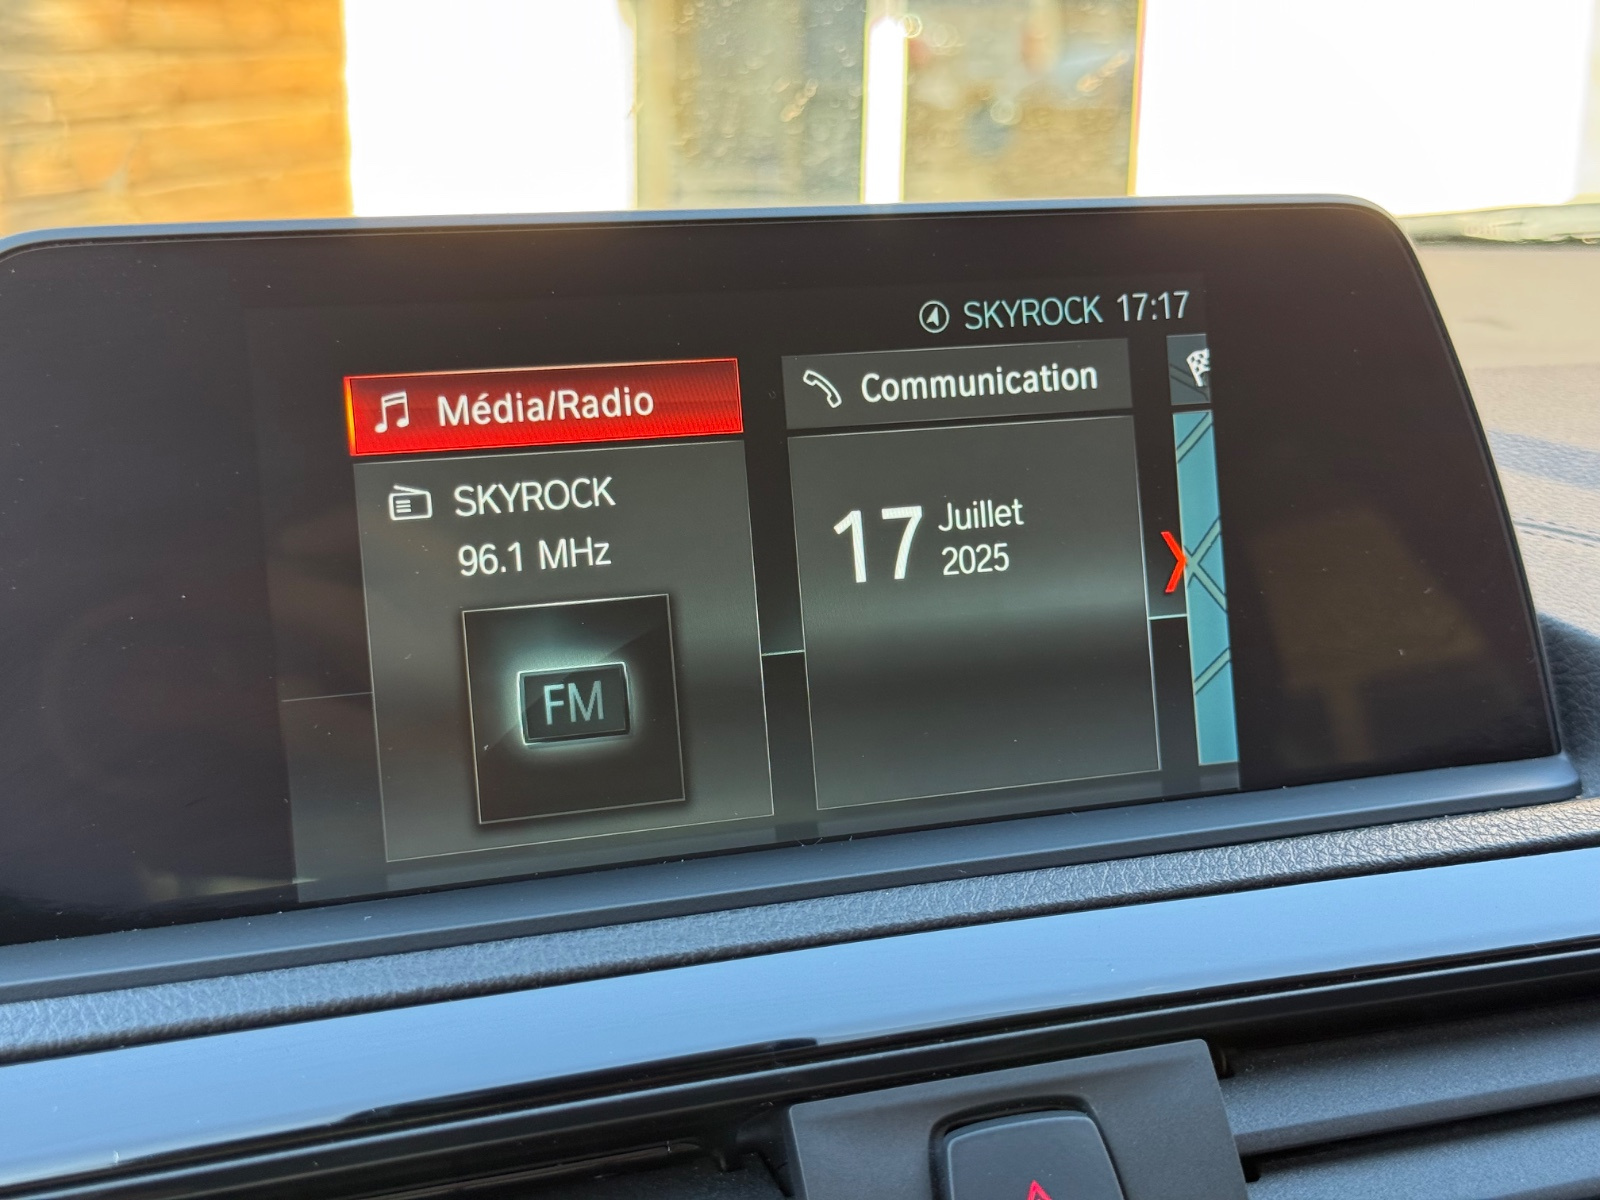 SKYROCK 17:17
Média/Radio
Communication
SKYROCK
96.1 MHz
FM
17 Juillet
2025